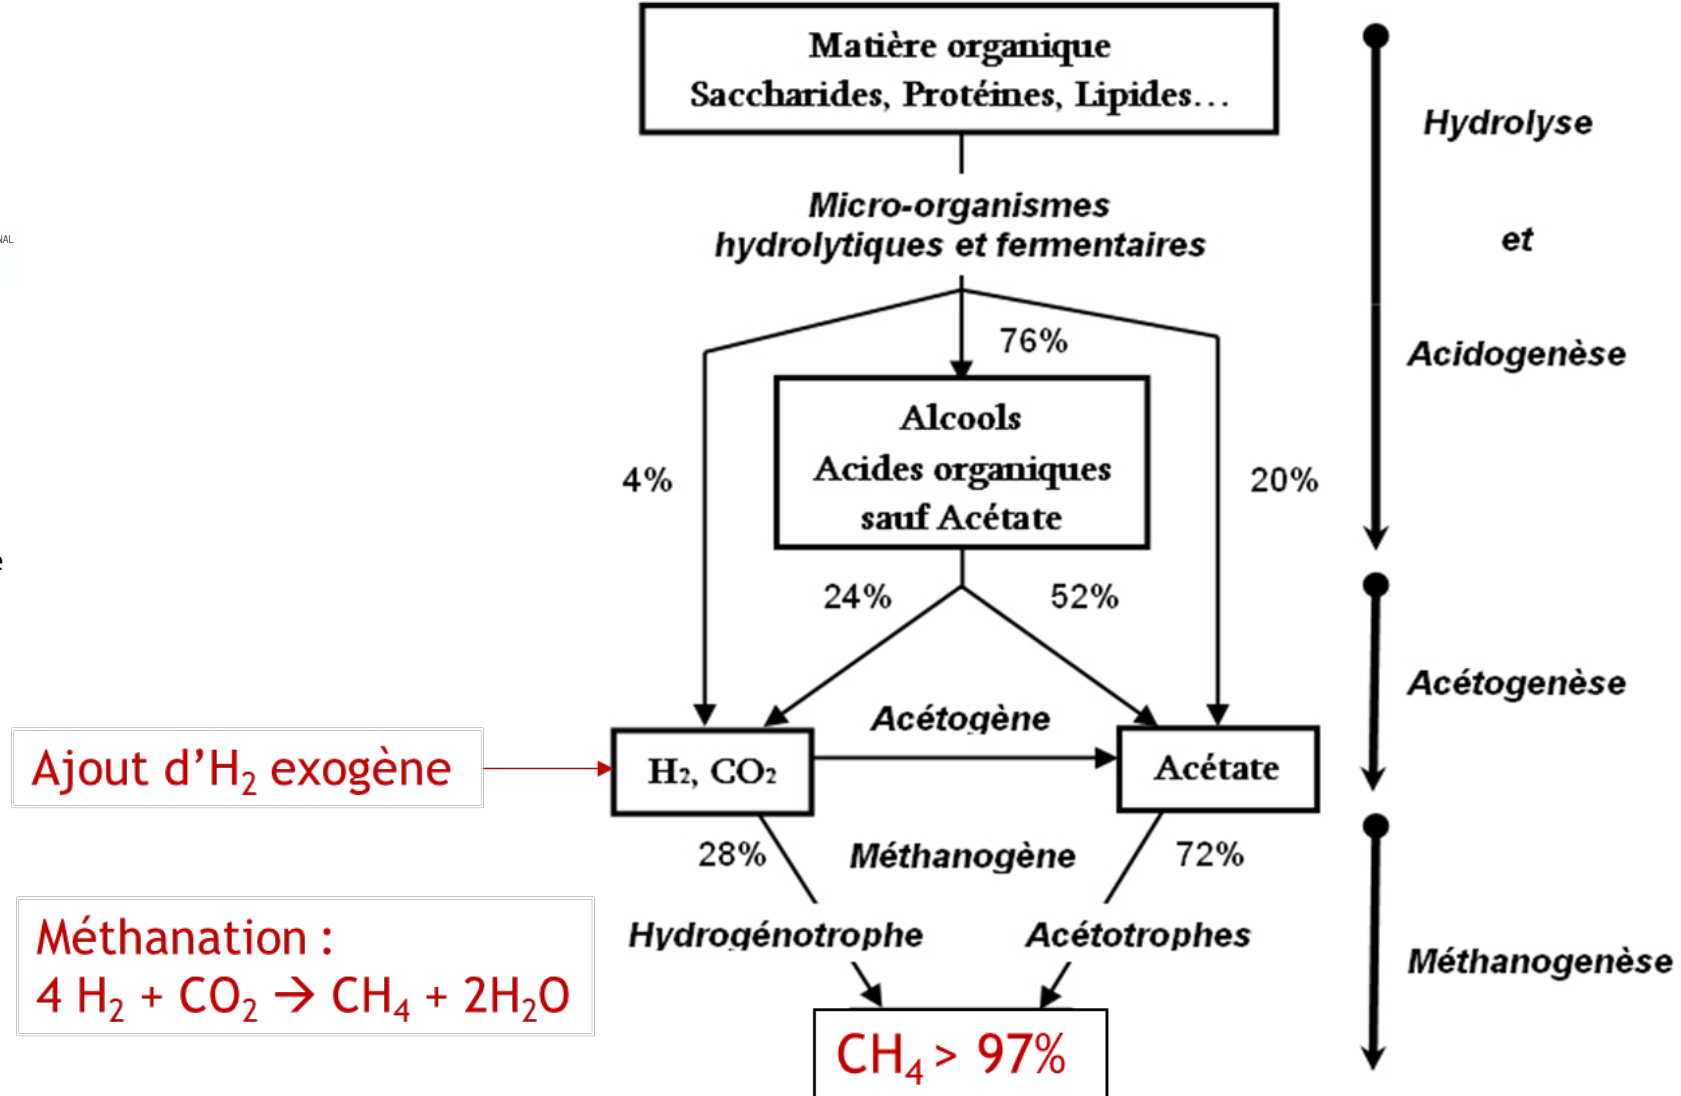 Matière organique
Saccharides, Protéines, Lipides...
Hydrolyse
Micro-organismes
hydrolytiques et fermentaires
et
NAL
76%
Acidogenèse
Alcools
Acides organiques
sauf Acétate
4%
20%
e
24%
52%
Acétogenèse
Acétogène
Ajout d'H₂ exogène
H₂, CO₂
Acétate
28%
Méthanogène
72%
Hydrogénotrophe
Acétotrophes
Méthanogenèse
Méthanation :
4 H₂ + CO₂ → CH₄ + 2H₂O
CH₄ > 97%